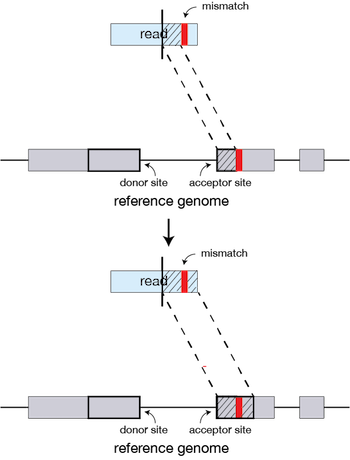 mismatch
read
donor site
acceptor site
reference genome
mismatch
read
donor site
acceptor site
reference genome